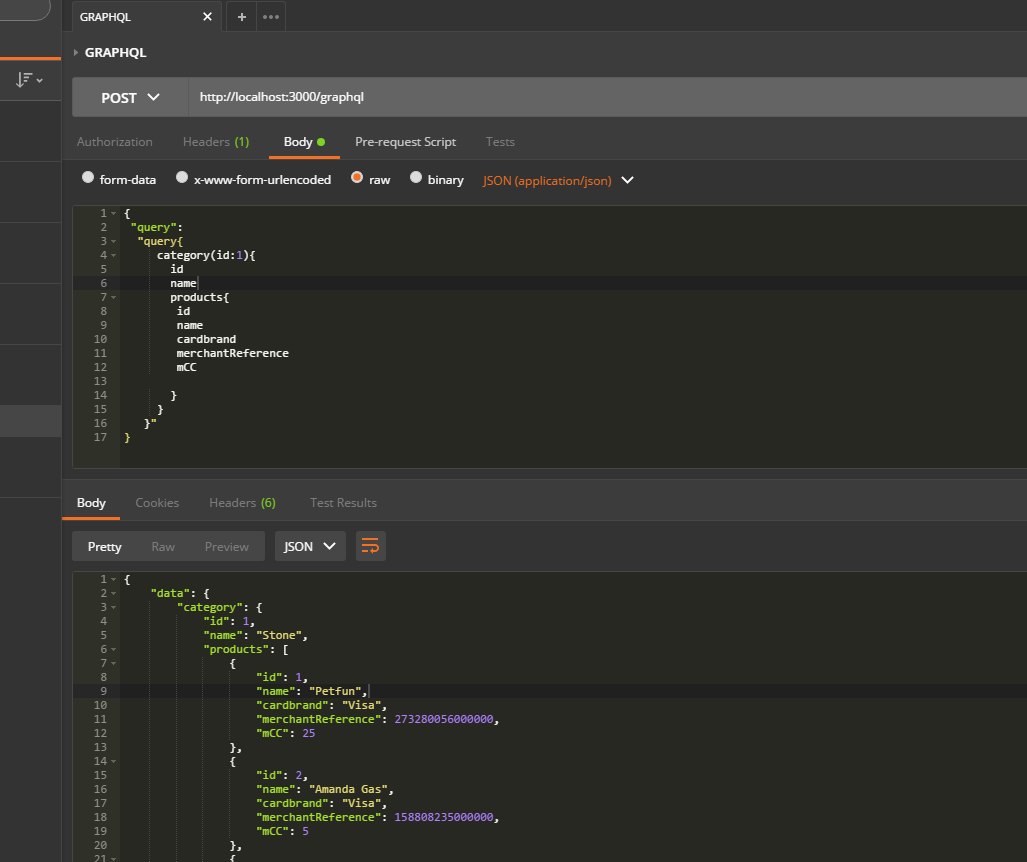 GRAPHQL
GRAPHQL
POST http://localhost:3000/graphql
Authorization Headers (1) Body Pre-request Script Tests
form-data x-www-form-urlencoded raw binary JSON (application/json)
1 {
2 "query":
3 "query{
4 category(id:1){
5 id
6 name
7 products{
8 id
9 name
10 cardbrand
11 merchantReference
12 mCC
13
14 }
15 }
16 }"
17 }
Body Cookies Headers (6) Test Results
Pretty Raw Preview JSON
1 {
2 "data": {
3 "category": {
4 "id": 1,
5 "name": "Stone",
6 "products": [
7 {
8 "id": 1,
9 "name": "Petfun",
10 "cardbrand": "Visa",
11 "merchantReference": 273280056000000,
12 "mCC": 25
13 },
14 {
15 "id": 2,
16 "name": "Amanda Gas",
17 "cardbrand": "Visa",
18 "merchantReference": 158808235000000,
19 "mCC": 5
20 },
21 {